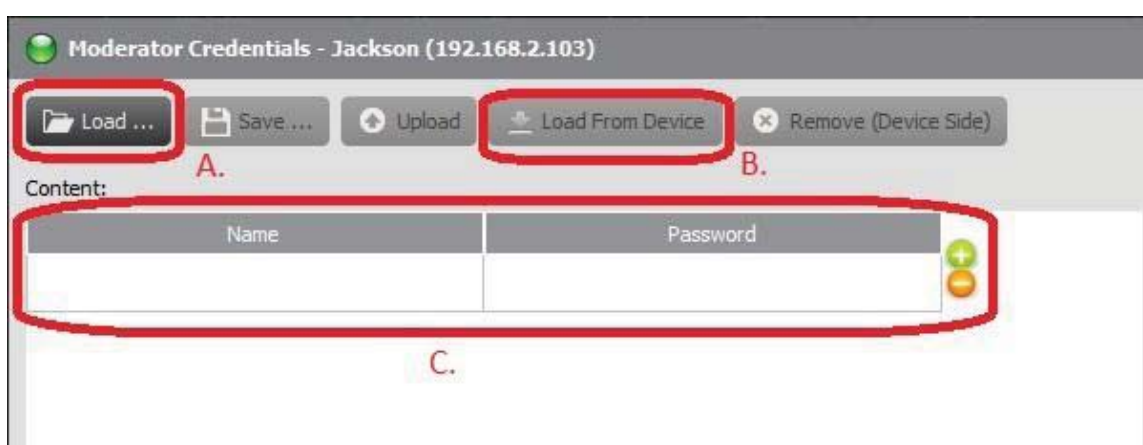 Moderator Credentials - Jackson (192.168.2.103)
Load ... Save ... Upload Load From Device Remove (Device Side)
A. B.
Content:
Name Password
C.